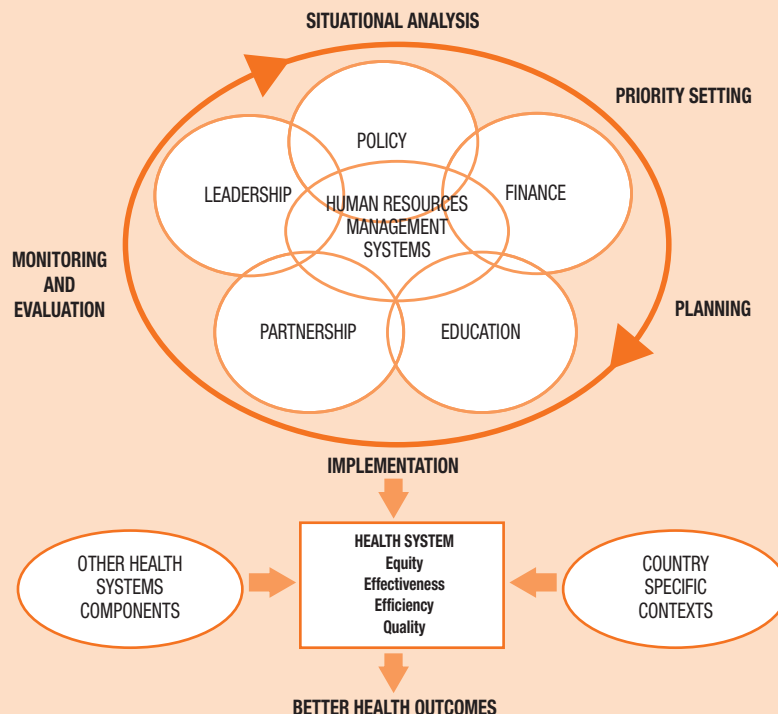 SITUATIONAL ANALYSIS
PRIORITY SETTING
POLICY
LEADERSHIP
FINANCE
HUMAN RESOURCES
MANAGEMENT
SYSTEMS
MONITORING
AND
EVALUATION
PLANNING
PARTNERSHIP
EDUCATION
IMPLEMENTATION
HEALTH SYSTEM
Equity
Effectiveness
Efficiency
Quality
OTHER HEALTH
SYSTEMS
COMPONENTS
COUNTRY
SPECIFIC
CONTEXTS
BETTER HEALTH OUTCOMES